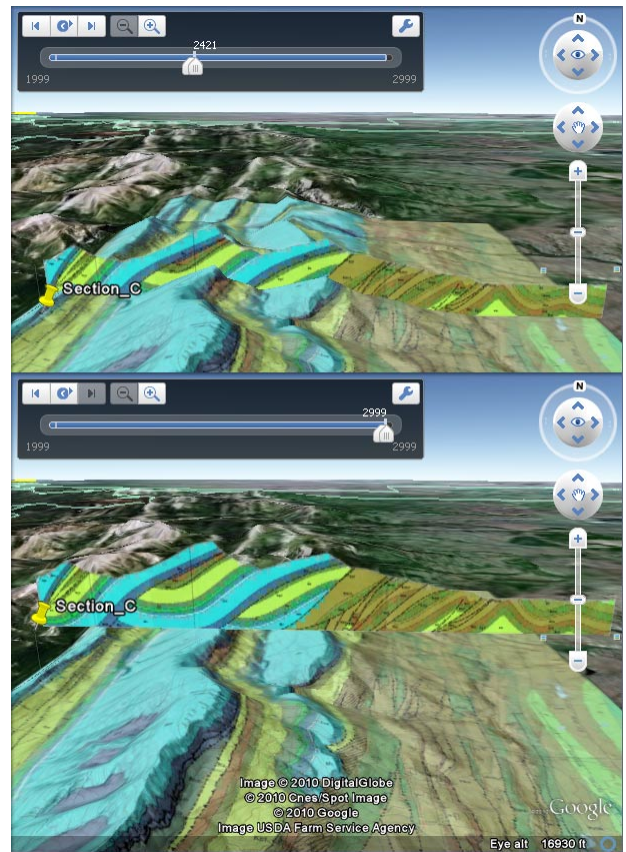 2421
1999 2999
N
Section_C
2999
1999 2999
N
Section_C
Image © 2010 DigitalGlobe
© 2010 Cnes/Spot Image
© 2010 Google
Image USDA Farm Service Agency
Google
Eye alt 16930 ft